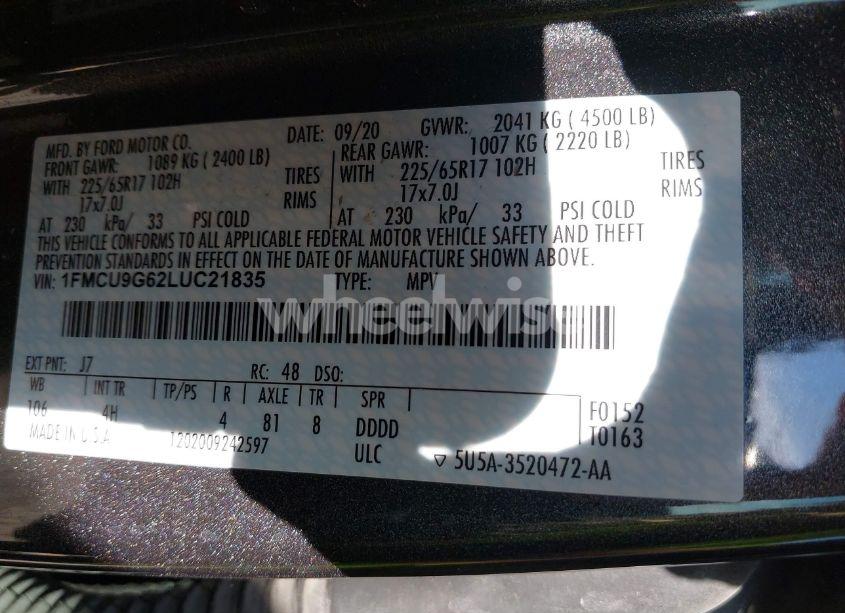 MFD. BY FORD MOTOR CO. DATE: 09/20 GVWR: 2041 KG ( 4500 LB)
FRONT GAWR: 1089 KG ( 2400 LB) REAR GAWR: 1007 KG ( 2220 LB)
WITH 225/65R17 102H TIRES WITH 225/65R17 102H TIRES
17x7.0J RIMS 17x7.0J RIMS
AT 230 kPa/ 33 PSI COLD AT 230 kPa/ 33 PSI COLD
THIS VEHICLE CONFORMS TO ALL APPLICABLE FEDERAL MOTOR VEHICLE SAFETY AND THEFT
PREVENTION STANDARDS IN EFFECT ON THE DATE OF MANUFACTURE SHOWN ABOVE.
VIN: 1FMCU9G62LUC21835 TYPE: MPV
wheelwise
EXT PNT: J7 RC: 48 DSO:
WB INT TR TP/PS R AXLE TR SPR
106 4H 4 81 8 DDDD F0152
MADE IN U.S.A. 1202009242597 ULC T0163
5U5A-3520472-AA